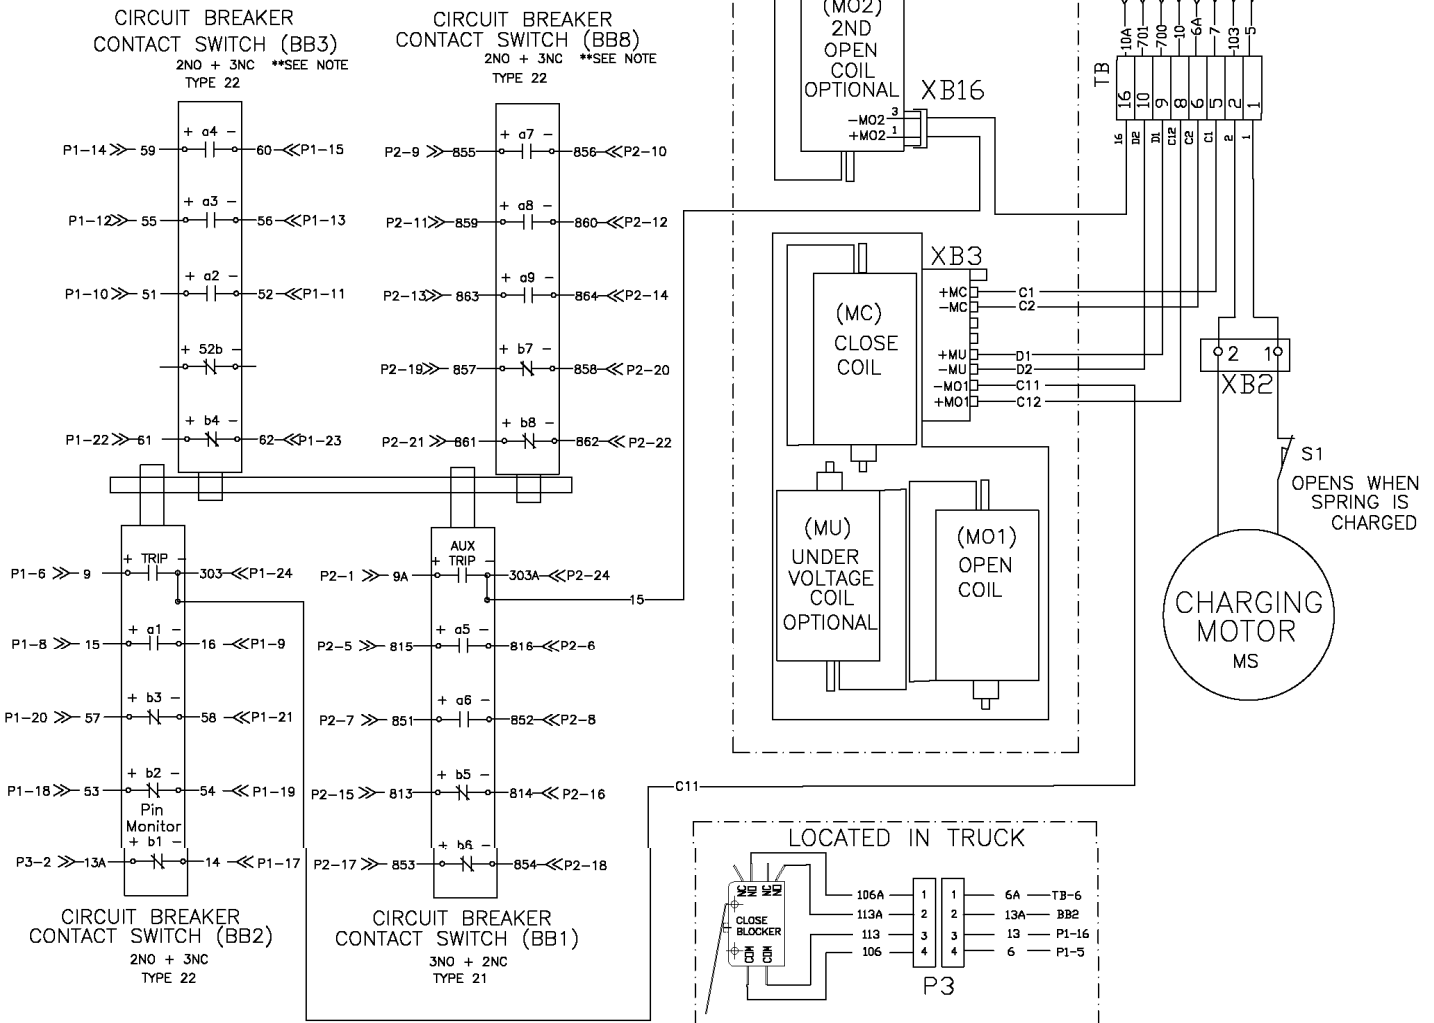 CIRCUIT BREAKER
CONTACT SWITCH (BB3)
2NO + 3NC **SEE NOTE
TYPE 22
+ a4 -
P1-14 59 60 P1-15
+ a3 -
P1-12 55 56 P1-13
+ a2 -
P1-10 51 52 P1-11
+ 52b -
+ b4 -
P1-22 61 62 P1-23
CIRCUIT BREAKER
CONTACT SWITCH (BB8)
2NO + 3NC **SEE NOTE
TYPE 22
+ a7 -
P2-9 855 856 P2-10
+ a8 -
P2-11 859 860 P2-12
+ a9 -
P2-13 863 864 P2-14
+ b7 -
P2-19 857 858 P2-20
+ b8 -
P2-21 861 862 P2-22
+ TRIP -
P1-6 9 303 P1-24
+ a1 -
P1-8 15 16 P1-9
+ b3 -
P1-20 57 58 P1-21
+ b2 -
P1-18 53 54 P1-19
Pin
Monitor
+ b1 -
P3-2 13A 14 P1-17
CIRCUIT BREAKER
CONTACT SWITCH (BB2)
2NO + 3NC
TYPE 22
AUX
+ TRIP -
P2-1 9A 303A P2-24
15
+ a5 -
P2-5 815 816 P2-6
+ a6 -
P2-7 851 852 P2-8
+ b5 -
P2-15 813 814 P2-16
+ b6 -
P2-17 853 854 P2-18
CIRCUIT BREAKER
CONTACT SWITCH (BB1)
3NO + 2NC
TYPE 21
(MO2)
2ND
OPEN
COIL
OPTIONAL
XB16
-MO2 3
+MO2 1
XB3
(MC)
CLOSE
COIL
+MC C1
-MC C2
+MU D1
-MU D2
-MO1 C11
+MO1 C12
(MU)
UNDER
VOLTAGE
COIL
OPTIONAL
(MO1)
OPEN
COIL
C11
10A 701 700 10 6A 7 103 5
TB
16 10 9 8 6 5 2 1
16 D2 D1 C12 C2 C1 2 1
2 1
XB2
S1
OPENS WHEN
SPRING IS
CHARGED
CHARGING
MOTOR
MS
LOCATED IN TRUCK
NC NO NC NO
CLOSE
BLOCKER
COM COM
106A 1 1 6A TB-6
113A 2 2 13A BB2
113 3 3 13 P1-16
106 4 4 6 P1-5
P3